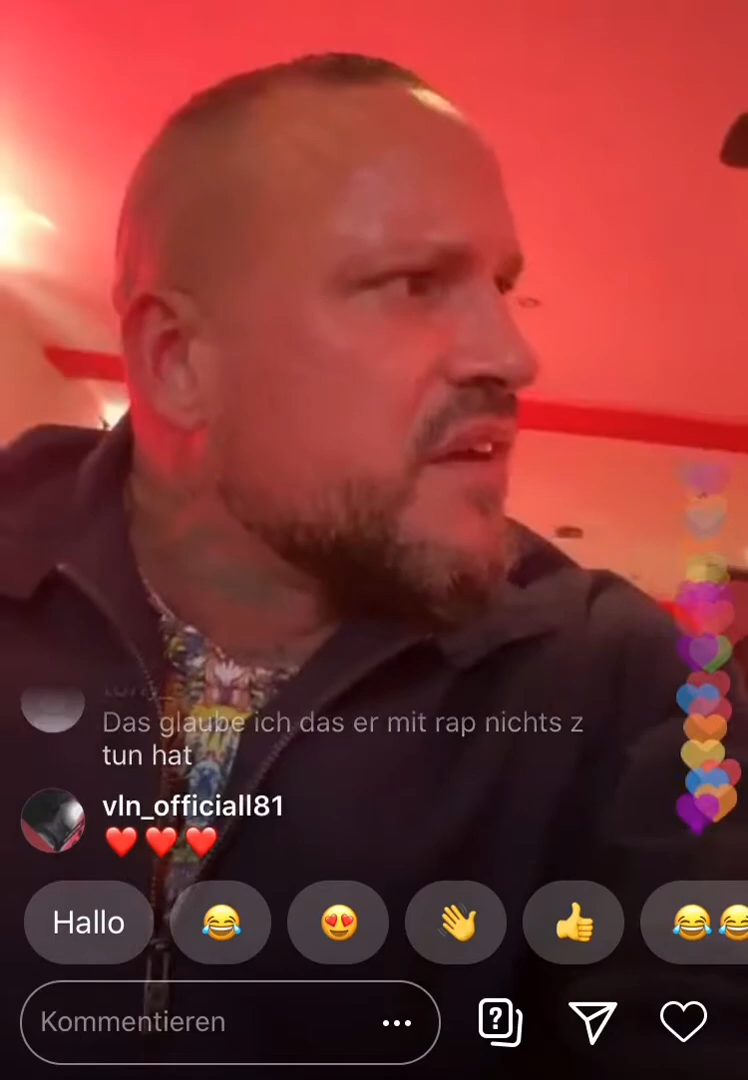 Das glaube ich das er mit rap nichts z
tun hat
vln_officiall81
❤️❤️❤️
Hallo
Kommentieren